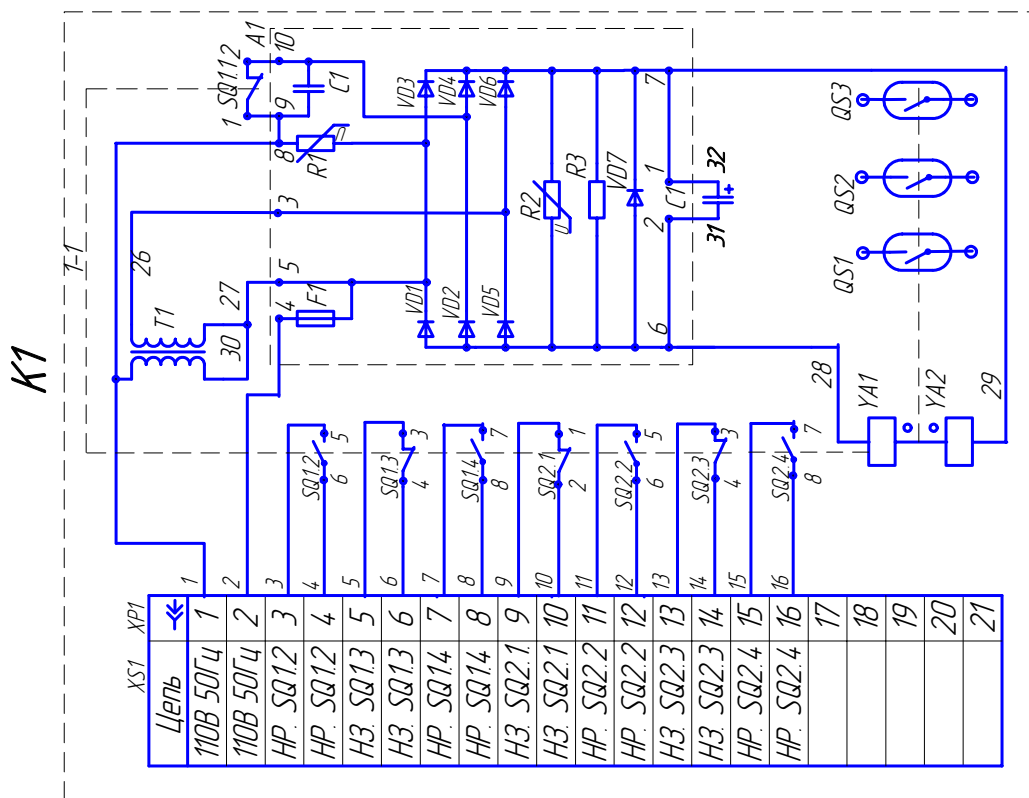 K1
1-1
A1
SQ1.12
1
10
9
C1
8
R1
п
3
26
5
27
4
F1
T1
30
VD3
VD4
VD6
VD1
VD2
VD5
R2
U
R3
VD7
7
1
C1
32
+
2
31
6
28
29
QS1
QS2
QS3
YA1
YA2
SQ1.2
5
6
SQ1.3
3
4
SQ1.4
7
8
SQ2.1
1
2
SQ2.2
5
6
SQ2.3
3
4
SQ2.4
7
8
1
2
3
4
5
6
7
8
9
10
11
12
13
14
15
16
XS1 XP1
Цепь
110В 50Гц 1
110В 50Гц 2
НР. SQ1.2 3
НР. SQ1.2 4
НЗ. SQ1.3 5
НЗ. SQ1.3 6
НР. SQ1.4 7
НР. SQ1.4 8
НЗ. SQ2.1. 9
НЗ. SQ2.1 10
НР. SQ2.2 11
НР. SQ2.2 12
НЗ. SQ2.3 13
НЗ. SQ2.3 14
НР. SQ2.4 15
НР. SQ2.4 16
17
18
19
20
21